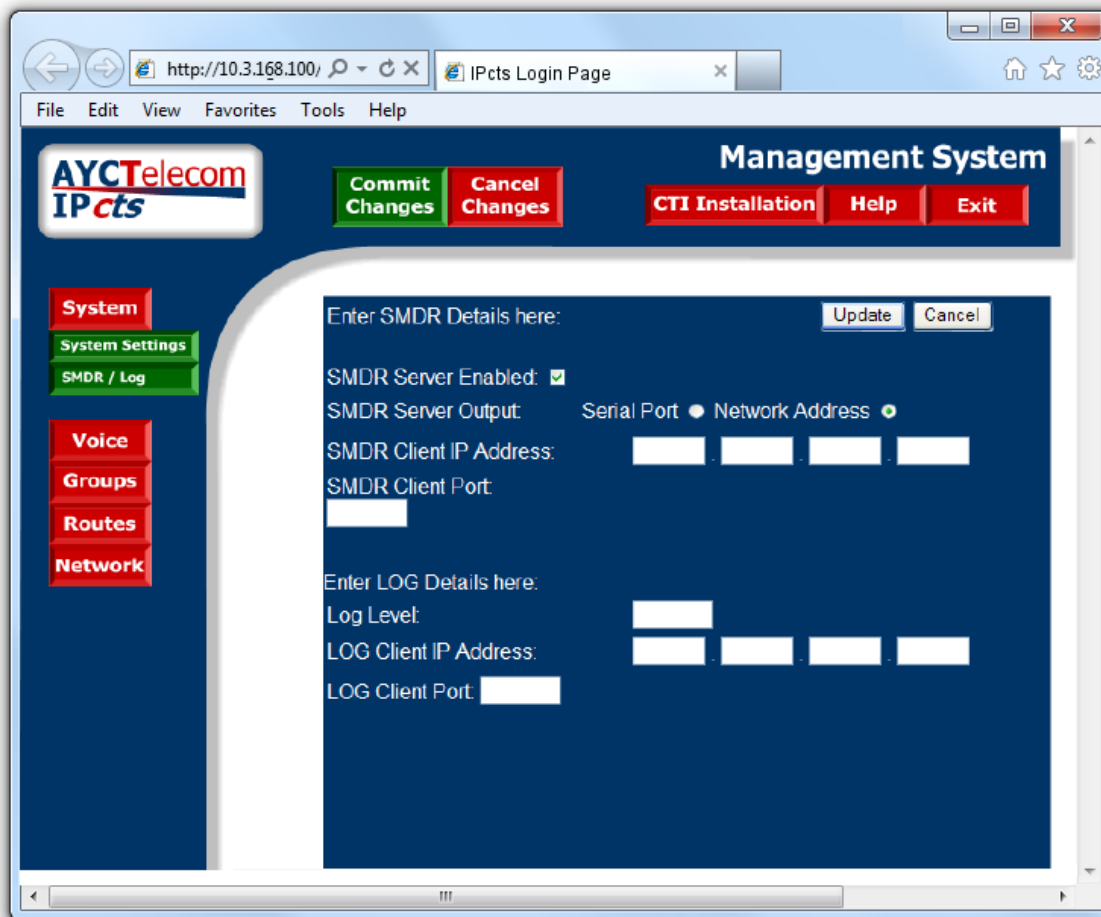 http://10.3.168.100/
IPcts Login Page
File Edit View Favorites Tools Help
AYCTelecom
IPcts
Commit Changes
Cancel Changes
Management System
CTI Installation
Help
Exit
System
System Settings
SMDR / Log
Voice
Groups
Routes
Network
Enter SMDR Details here:
Update
Cancel
SMDR Server Enabled:
SMDR Server Output: Serial Port Network Address
SMDR Client IP Address: . . .
SMDR Client Port:
Enter LOG Details here:
Log Level:
LOG Client IP Address: . . .
LOG Client Port: